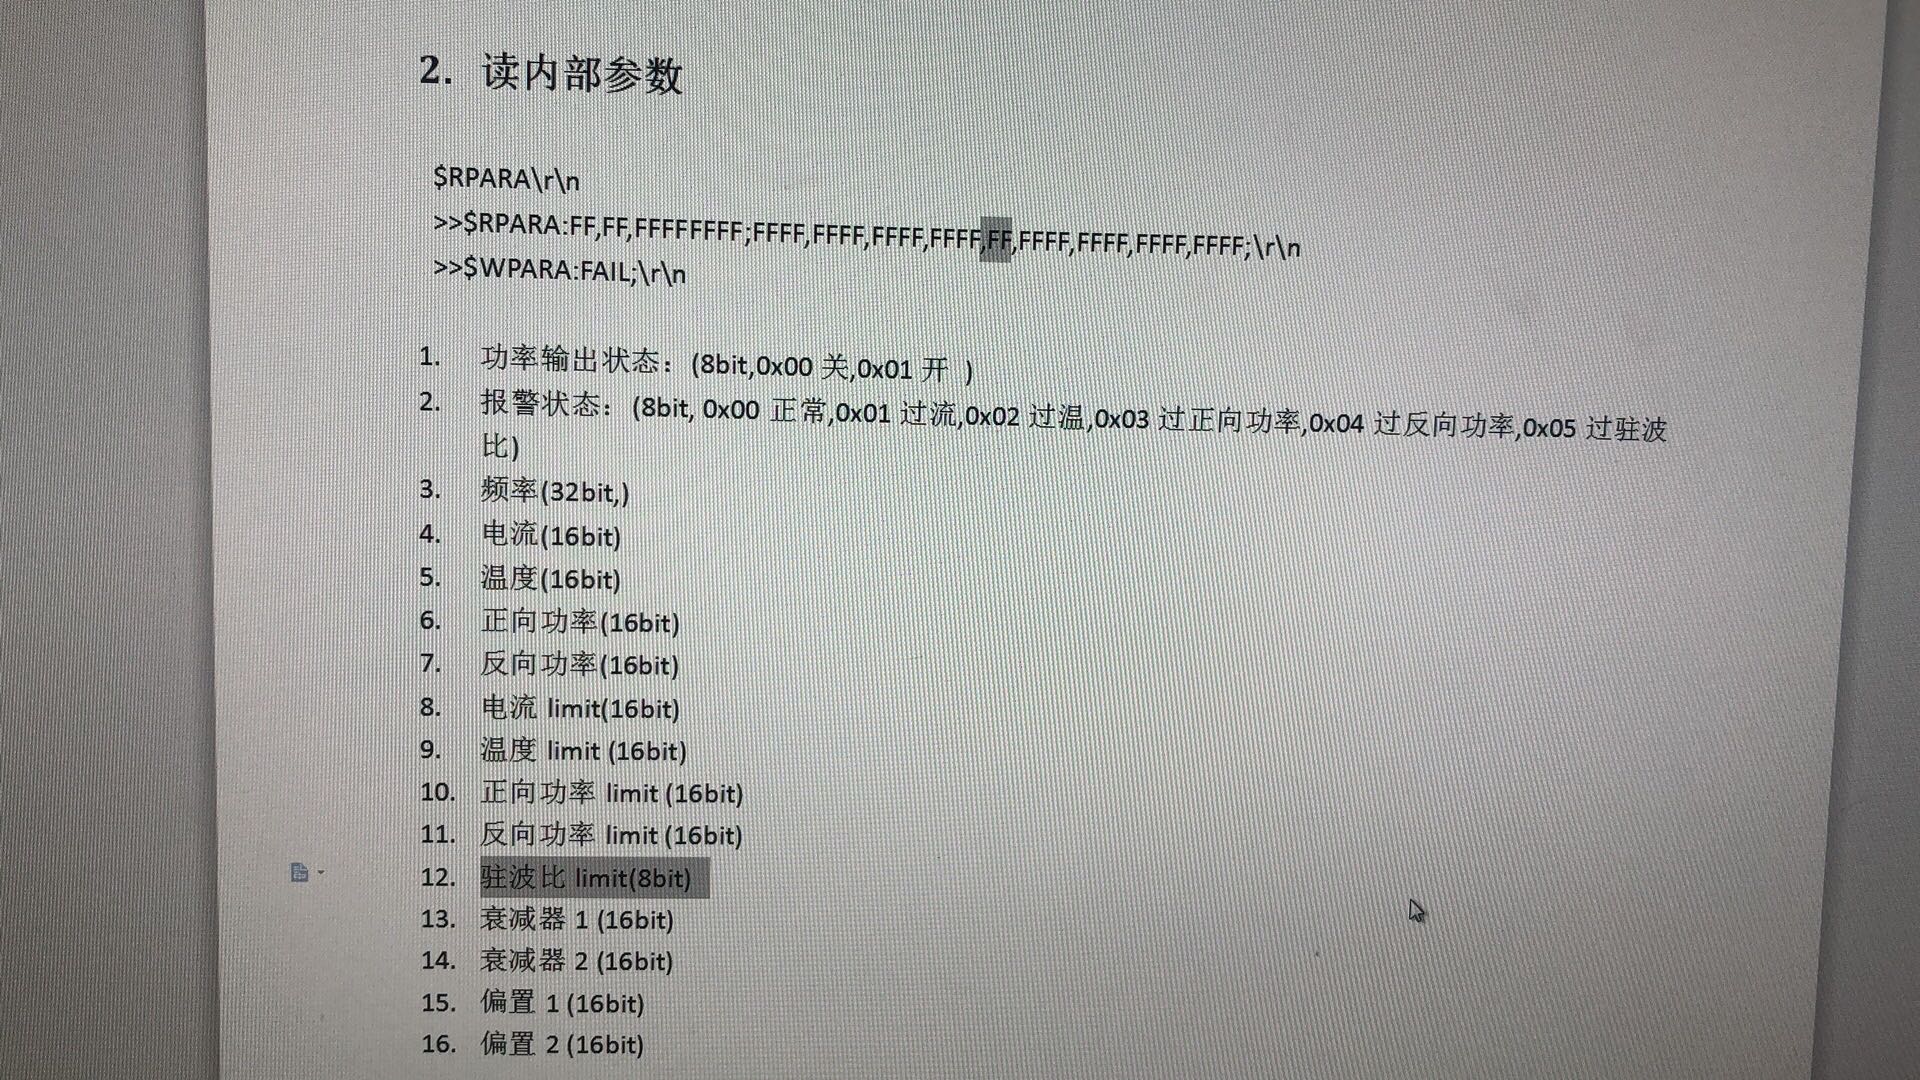 2. 读内部参数
$RPARA\r\n
>>$RPARA:FF,FF,FFFFFFFF;FFFF,FFFF,FFFF,FFFF,FF,FFFF,FFFF,FFFF,FFFF;\r\n
>>$WPARA:FAIL;\r\n
1. 功率输出状态：(8bit,0x00 关,0x01 开 )
2. 报警状态：(8bit, 0x00 正常,0x01 过流,0x02 过温,0x03 过正向功率,0x04 过反向功率,0x05 过驻波
比)
3. 频率(32bit,)
4. 电流(16bit)
5. 温度(16bit)
6. 正向功率(16bit)
7. 反向功率(16bit)
8. 电流 limit(16bit)
9. 温度 limit (16bit)
10. 正向功率 limit (16bit)
11. 反向功率 limit (16bit)
12. 驻波比 limit(8bit)
13. 衰减器 1 (16bit)
14. 衰减器 2 (16bit)
15. 偏置 1 (16bit)
16. 偏置 2 (16bit)